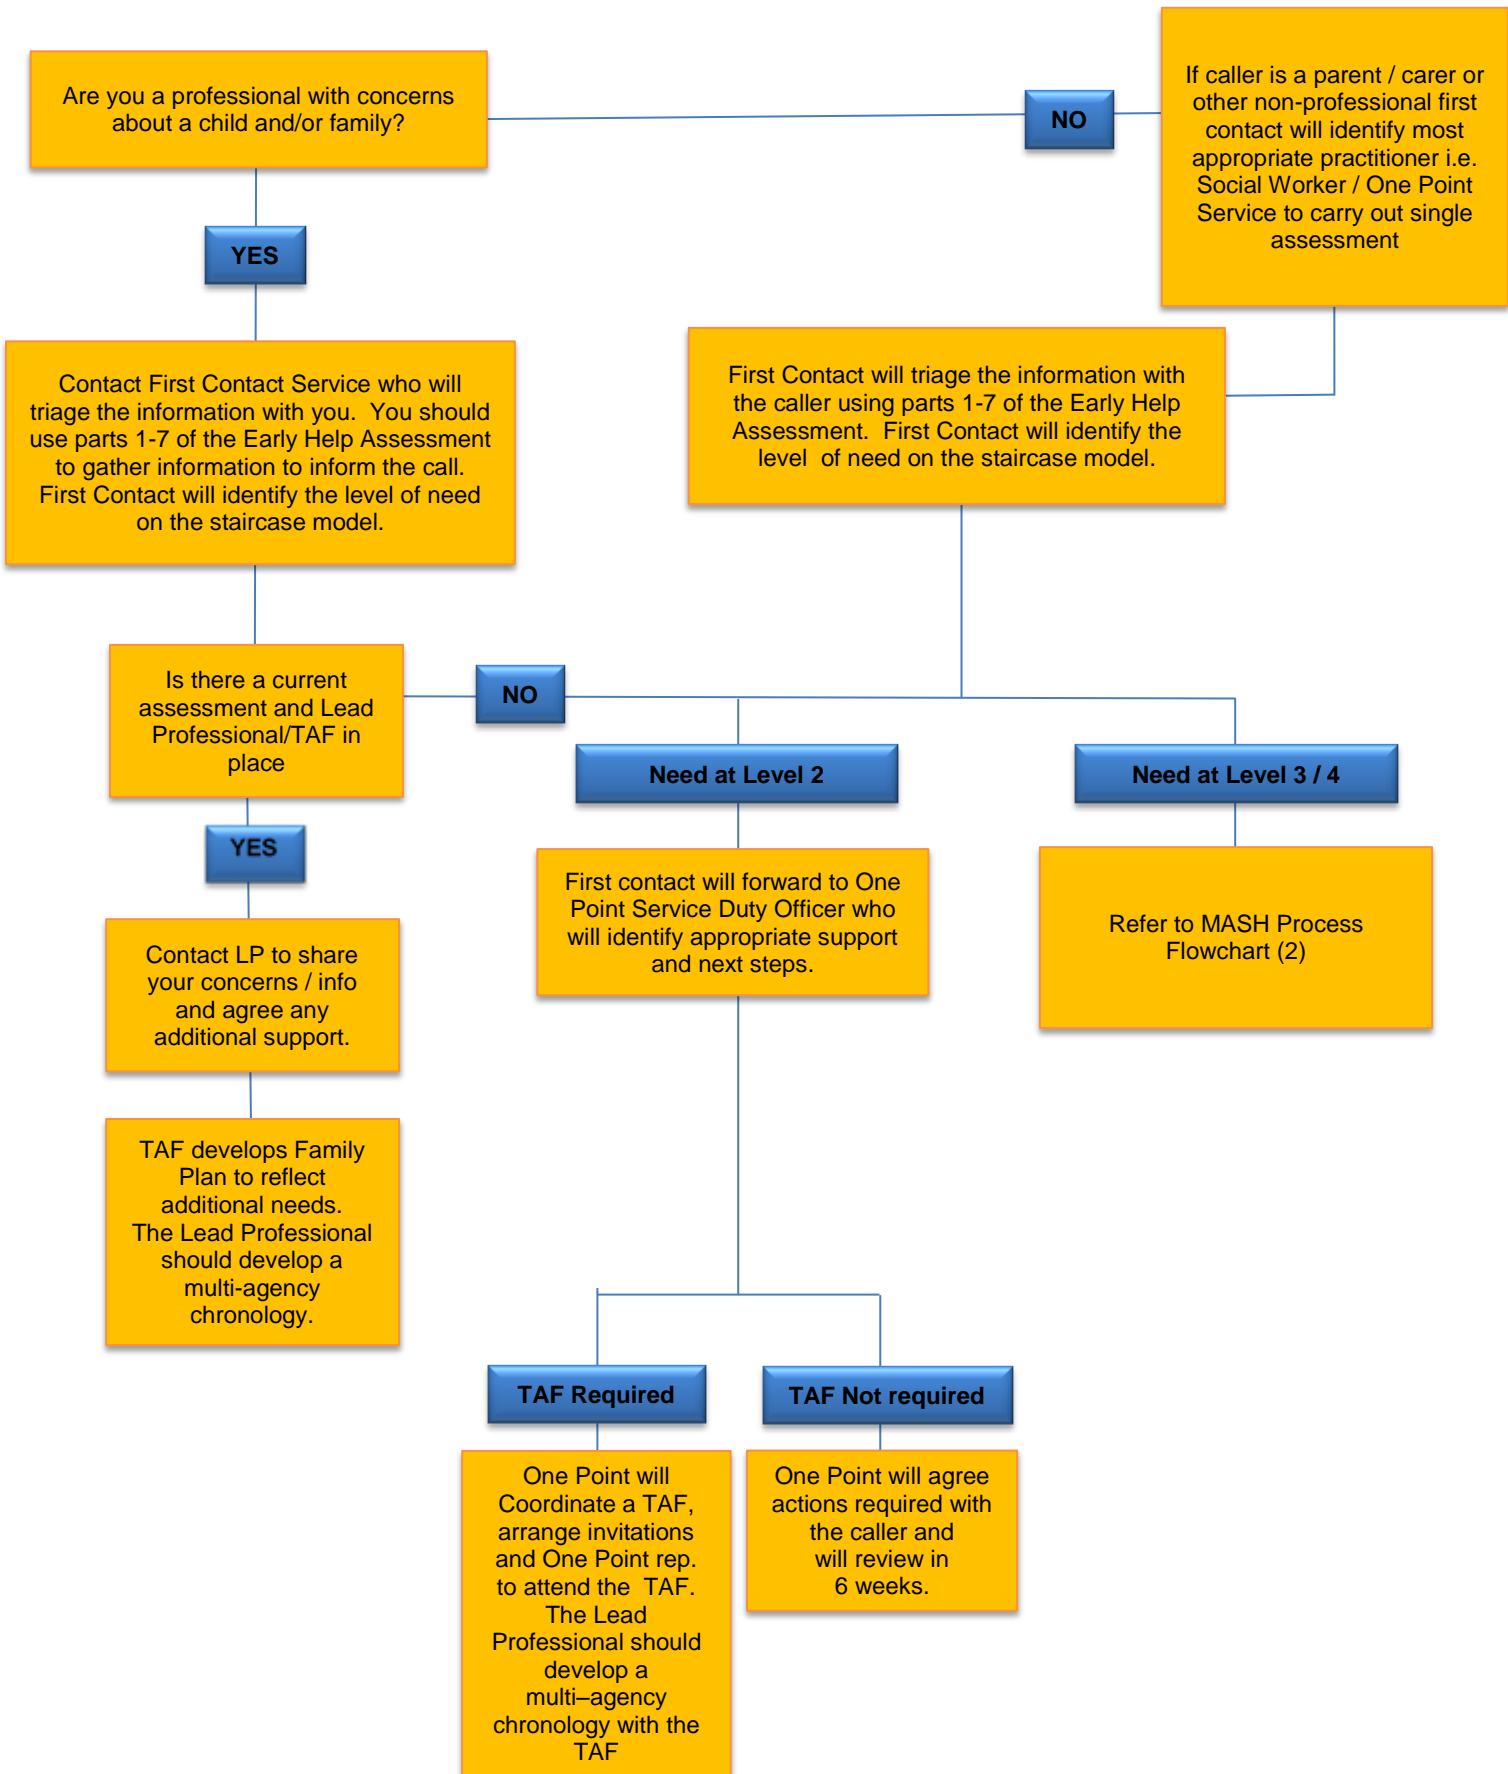 Are you a professional with concerns
about a child and/or family?
NO
If caller is a parent / carer or
other non-professional first
contact will identify most
appropriate practitioner i.e.
Social Worker / One Point
Service to carry out single
assessment
YES
Contact First Contact Service who will
triage the information with you.  You should
use parts 1-7 of the Early Help Assessment
to gather information to inform the call.
First Contact will identify the level of need
on the staircase model.
First Contact will triage the information with
the caller using parts 1-7 of the Early Help
Assessment.  First Contact will identify the
level  of need on the staircase model.
Is there a current
assessment and Lead
Professional/TAF in
place
NO
Need at Level 2
Need at Level 3 / 4
YES
First contact will forward to One
Point Service Duty Officer who
will identify appropriate support
and next steps.
Refer to MASH Process
Flowchart (2)
Contact LP to share
your concerns / info
and agree any
additional support.
TAF develops Family
Plan to reflect
additional needs.
The Lead Professional
should develop a
multi-agency
chronology.
TAF Required
TAF Not required
One Point will
Coordinate a TAF,
arrange invitations
and One Point rep.
to attend the  TAF.
The Lead
Professional should
develop a
multi–agency
chronology with the
TAF
One Point will agree
actions required with
the caller and
will review in
6 weeks.